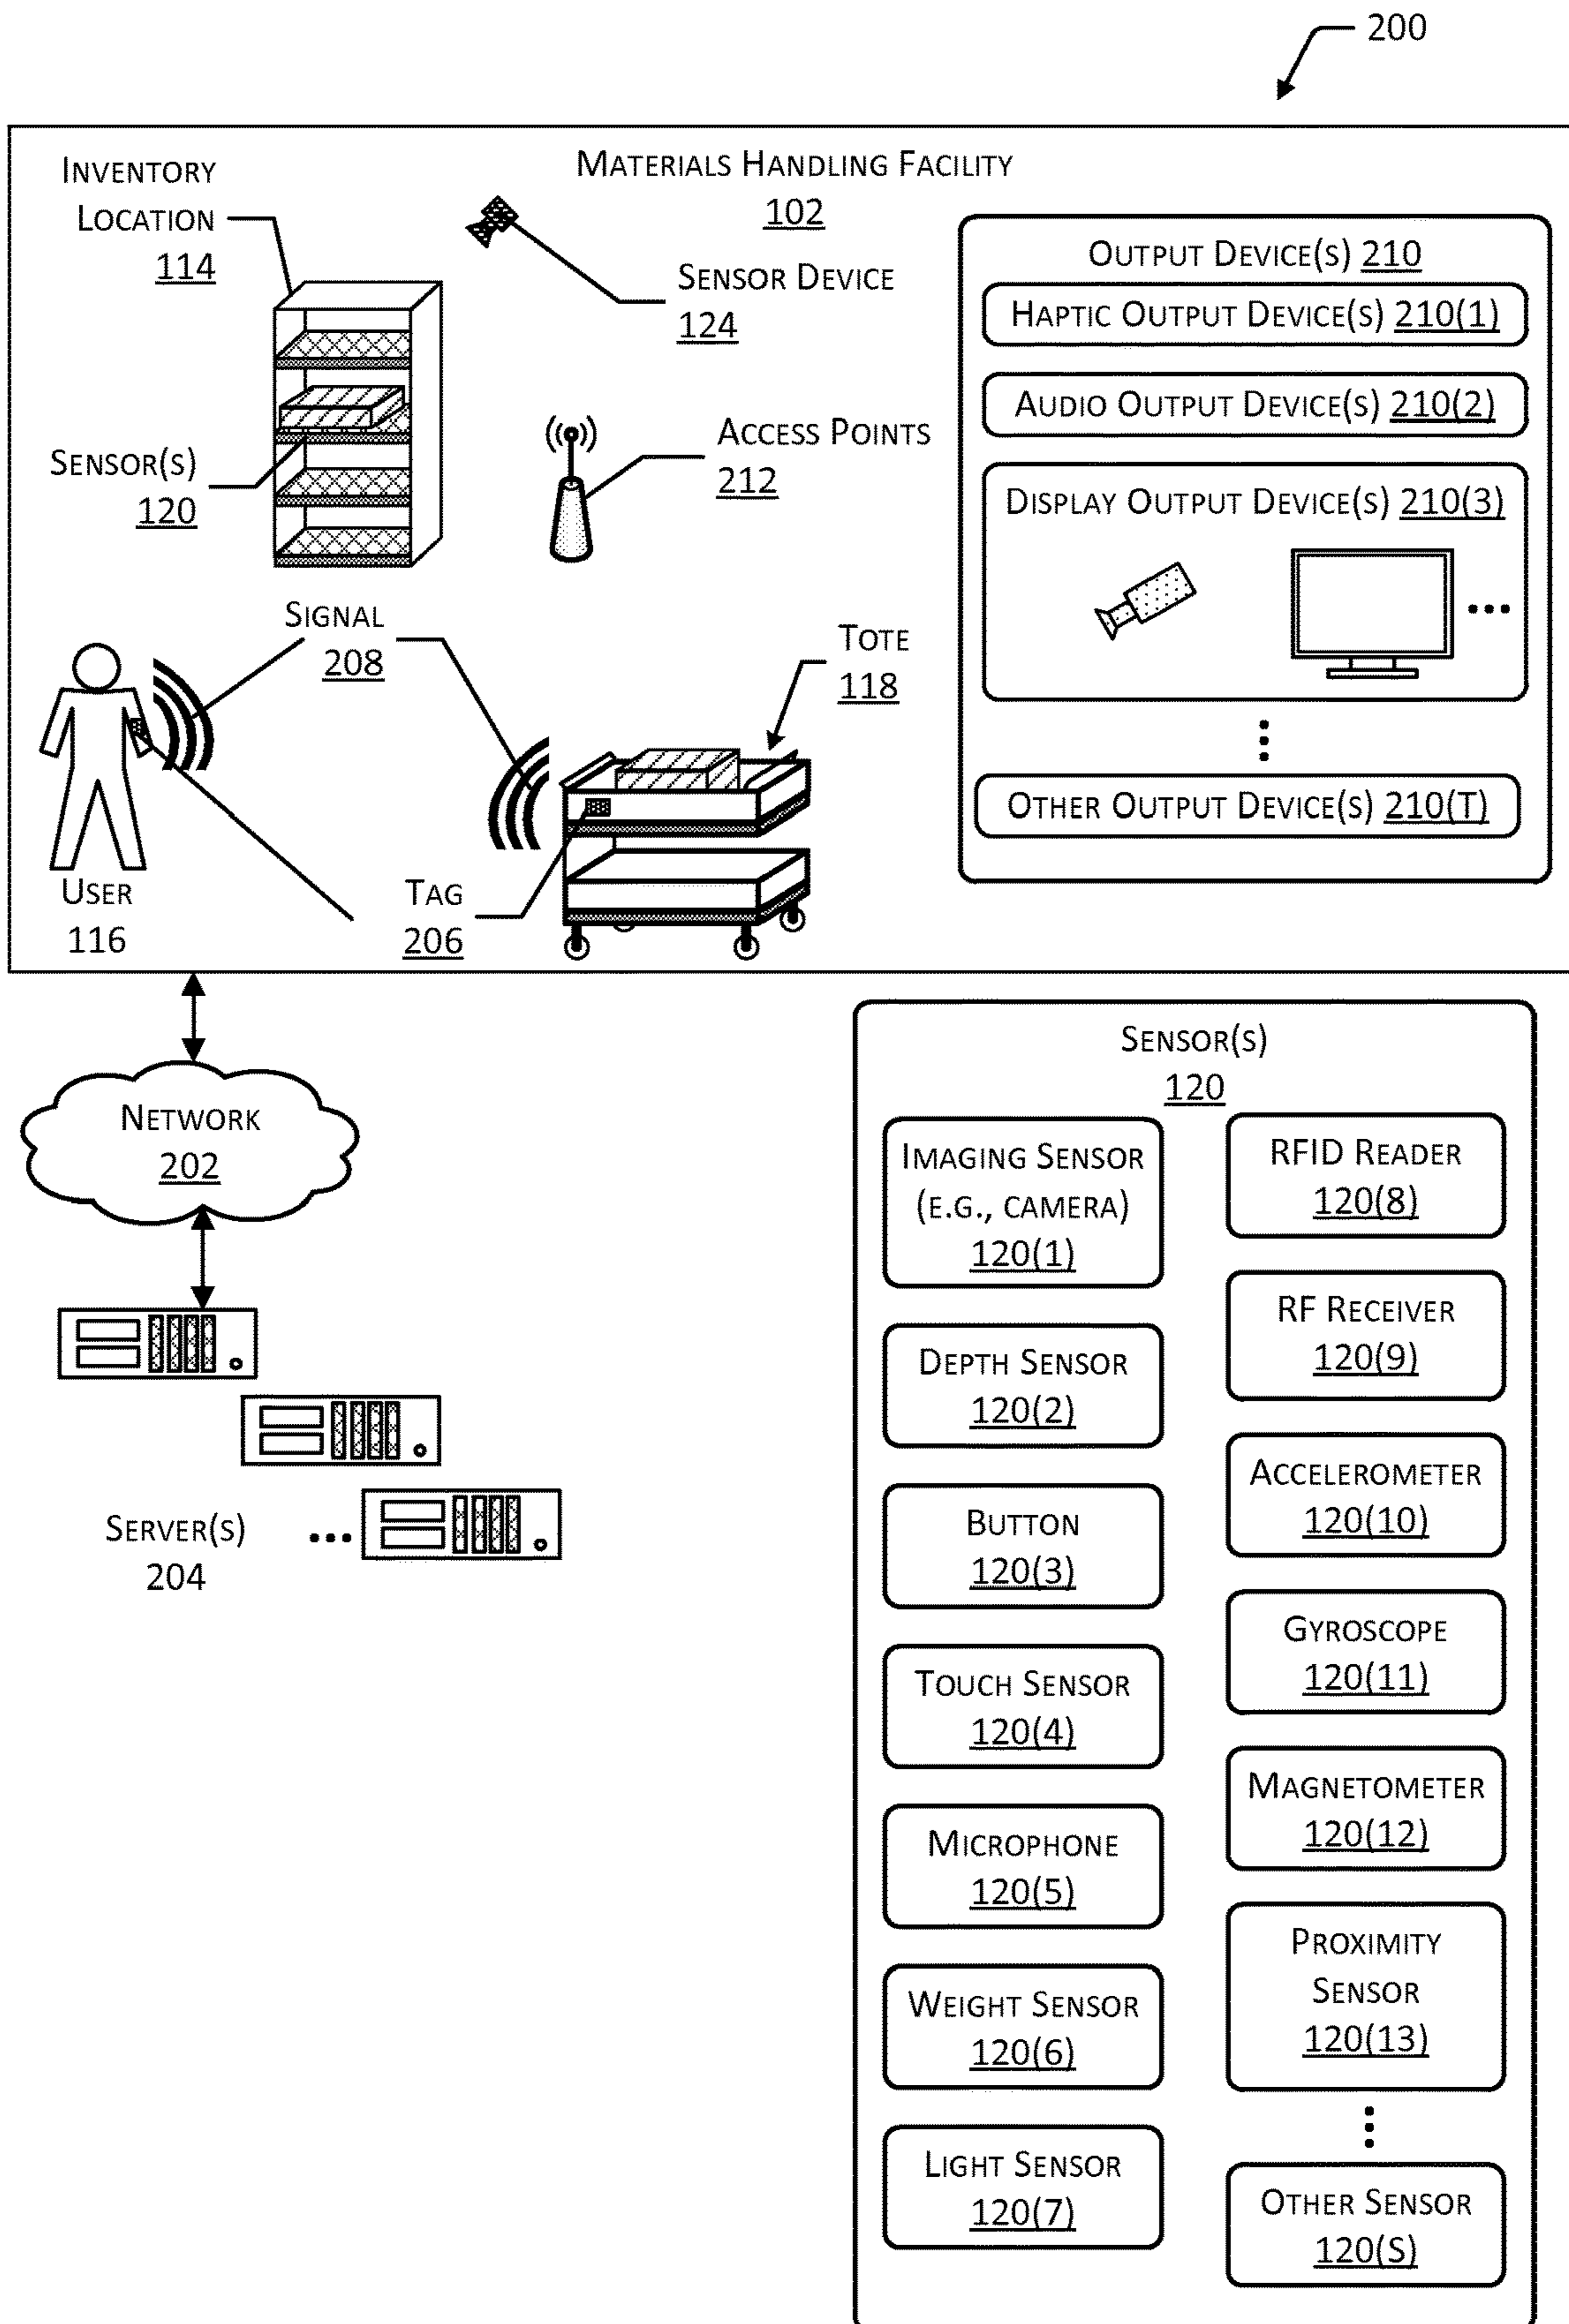 200
Materials Handling Facility
102
Inventory
Location
114
Sensor Device
124
Sensor(s)
120
Access Points
212
Output Device(s) 210
Haptic Output Device(s) 210(1)
Audio Output Device(s) 210(2)
Display Output Device(s) 210(3)
...
Other Output Device(s) 210(T)
Signal
208
Tote
118
User
116
Tag
206
Network
202
Server(s)
204
...
Sensor(s)
120
Imaging Sensor
(e.g., camera)
120(1)
Depth Sensor
120(2)
Button
120(3)
Touch Sensor
120(4)
Microphone
120(5)
Weight Sensor
120(6)
Light Sensor
120(7)
RFID Reader
120(8)
RF Receiver
120(9)
Accelerometer
120(10)
Gyroscope
120(11)
Magnetometer
120(12)
Proximity
Sensor
120(13)
Other Sensor
120(S)